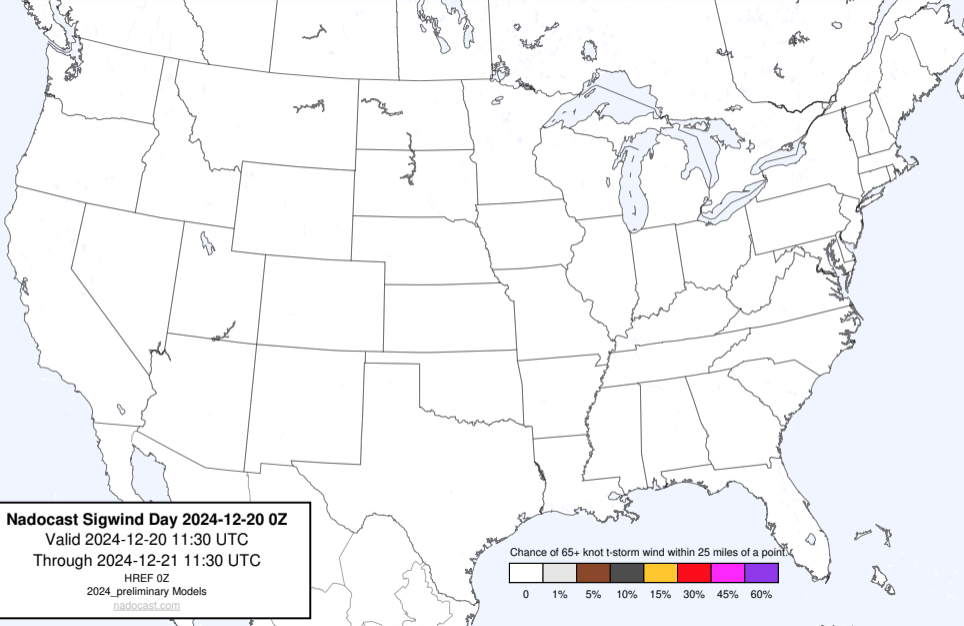 Nadocast Sigwind Day 2024-12-20 0Z
Valid 2024-12-20 11:30 UTC
Through 2024-12-21 11:30 UTC
HREF 0Z
2024_preliminary Models
nadocast.com
Chance of 65+ knot t-storm wind within 25 miles of a point.
0 1% 5% 10% 15% 30% 45% 60%